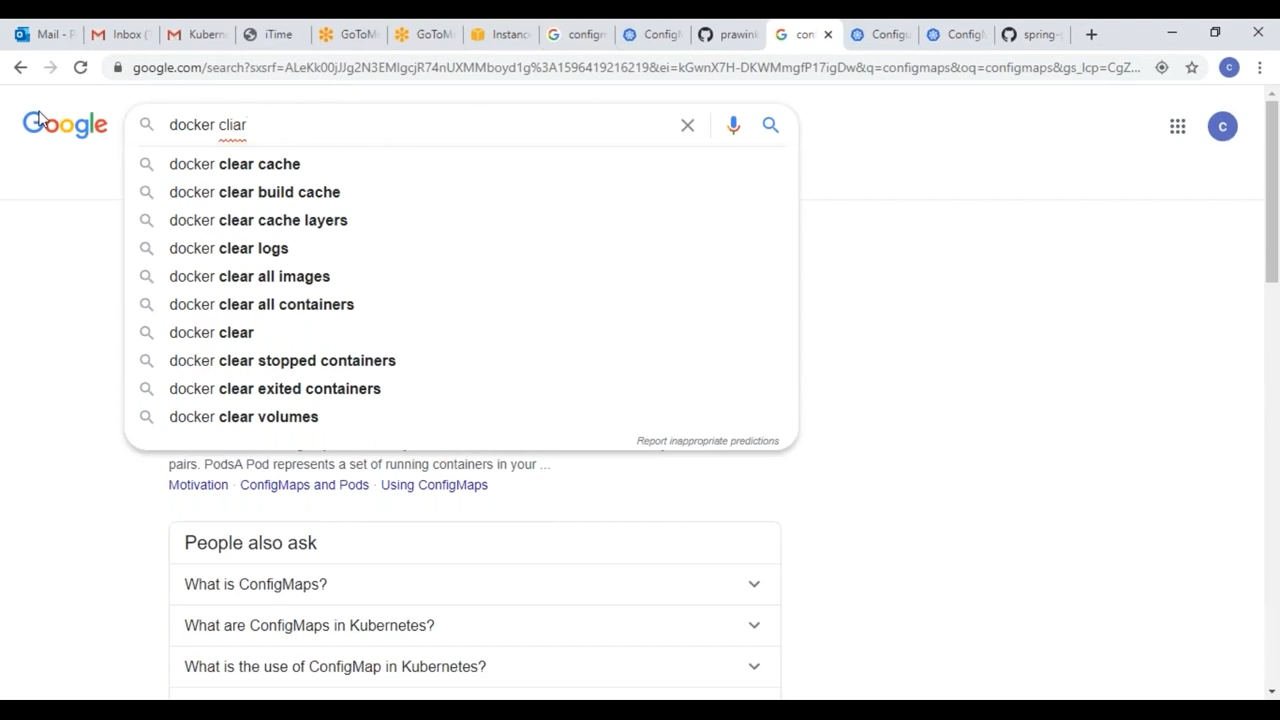 Mail - P
Inbox (
Kubern
iTime
GoToM
GoToM
Instanc
configm
ConfigM
prawink
con
Configu
ConfigM
spring-
google.com/search?sxsrf=ALeKk00jJJg2N3EMIgcjR74nUXMMboyd1g%3A1596419216219&ei=kGwnX7H-DKWMmgfP17igDw&q=configmaps&oq=configmaps&gs_lcp=CgZ...
C
Google
docker cliar
C
docker clear cache
docker clear build cache
docker clear cache layers
docker clear logs
docker clear all images
docker clear all containers
docker clear
docker clear stopped containers
docker clear exited containers
docker clear volumes
Report inappropriate predictions
pairs. PodsA Pod represents a set of running containers in your ...
Motivation · ConfigMaps and Pods · Using ConfigMaps
People also ask
What is ConfigMaps?
What are ConfigMaps in Kubernetes?
What is the use of ConfigMap in Kubernetes?